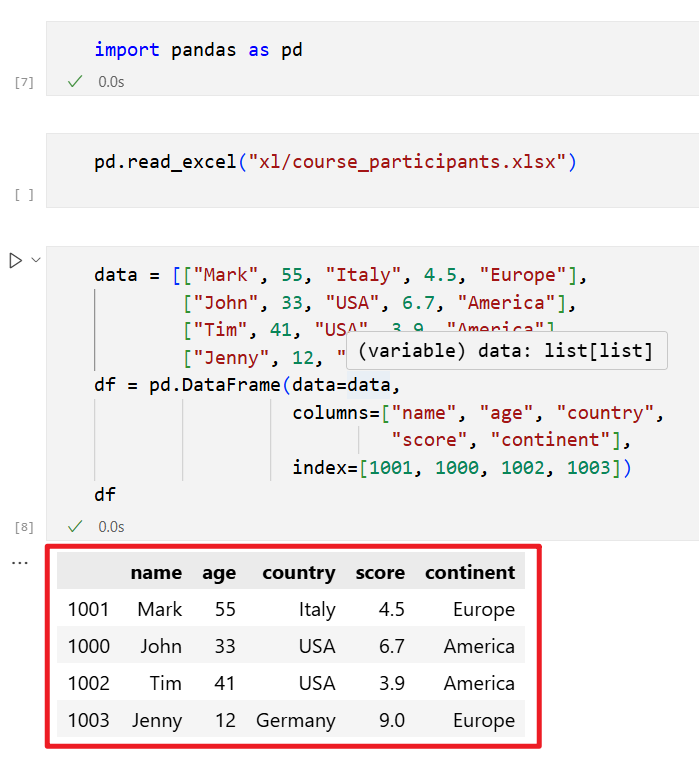 import pandas as pd
[7]
0.0s
pd.read_excel("xl/course_participants.xlsx")
[ ]
data = [["Mark", 55, "Italy", 4.5, "Europe"],
["John", 33, "USA", 6.7, "America"],
["Tim", 41, "USA", 3.9, "America"],
["Jenny", 12, "
(variable) data: list[list]
df = pd.DataFrame(data=data,
columns=["name", "age", "country",
"score", "continent"],
index=[1001, 1000, 1002, 1003])
df
[8]
0.0s
...
name age country score continent
1001 Mark 55 Italy 4.5 Europe
1000 John 33 USA 6.7 America
1002 Tim 41 USA 3.9 America
1003 Jenny 12 Germany 9.0 Europe